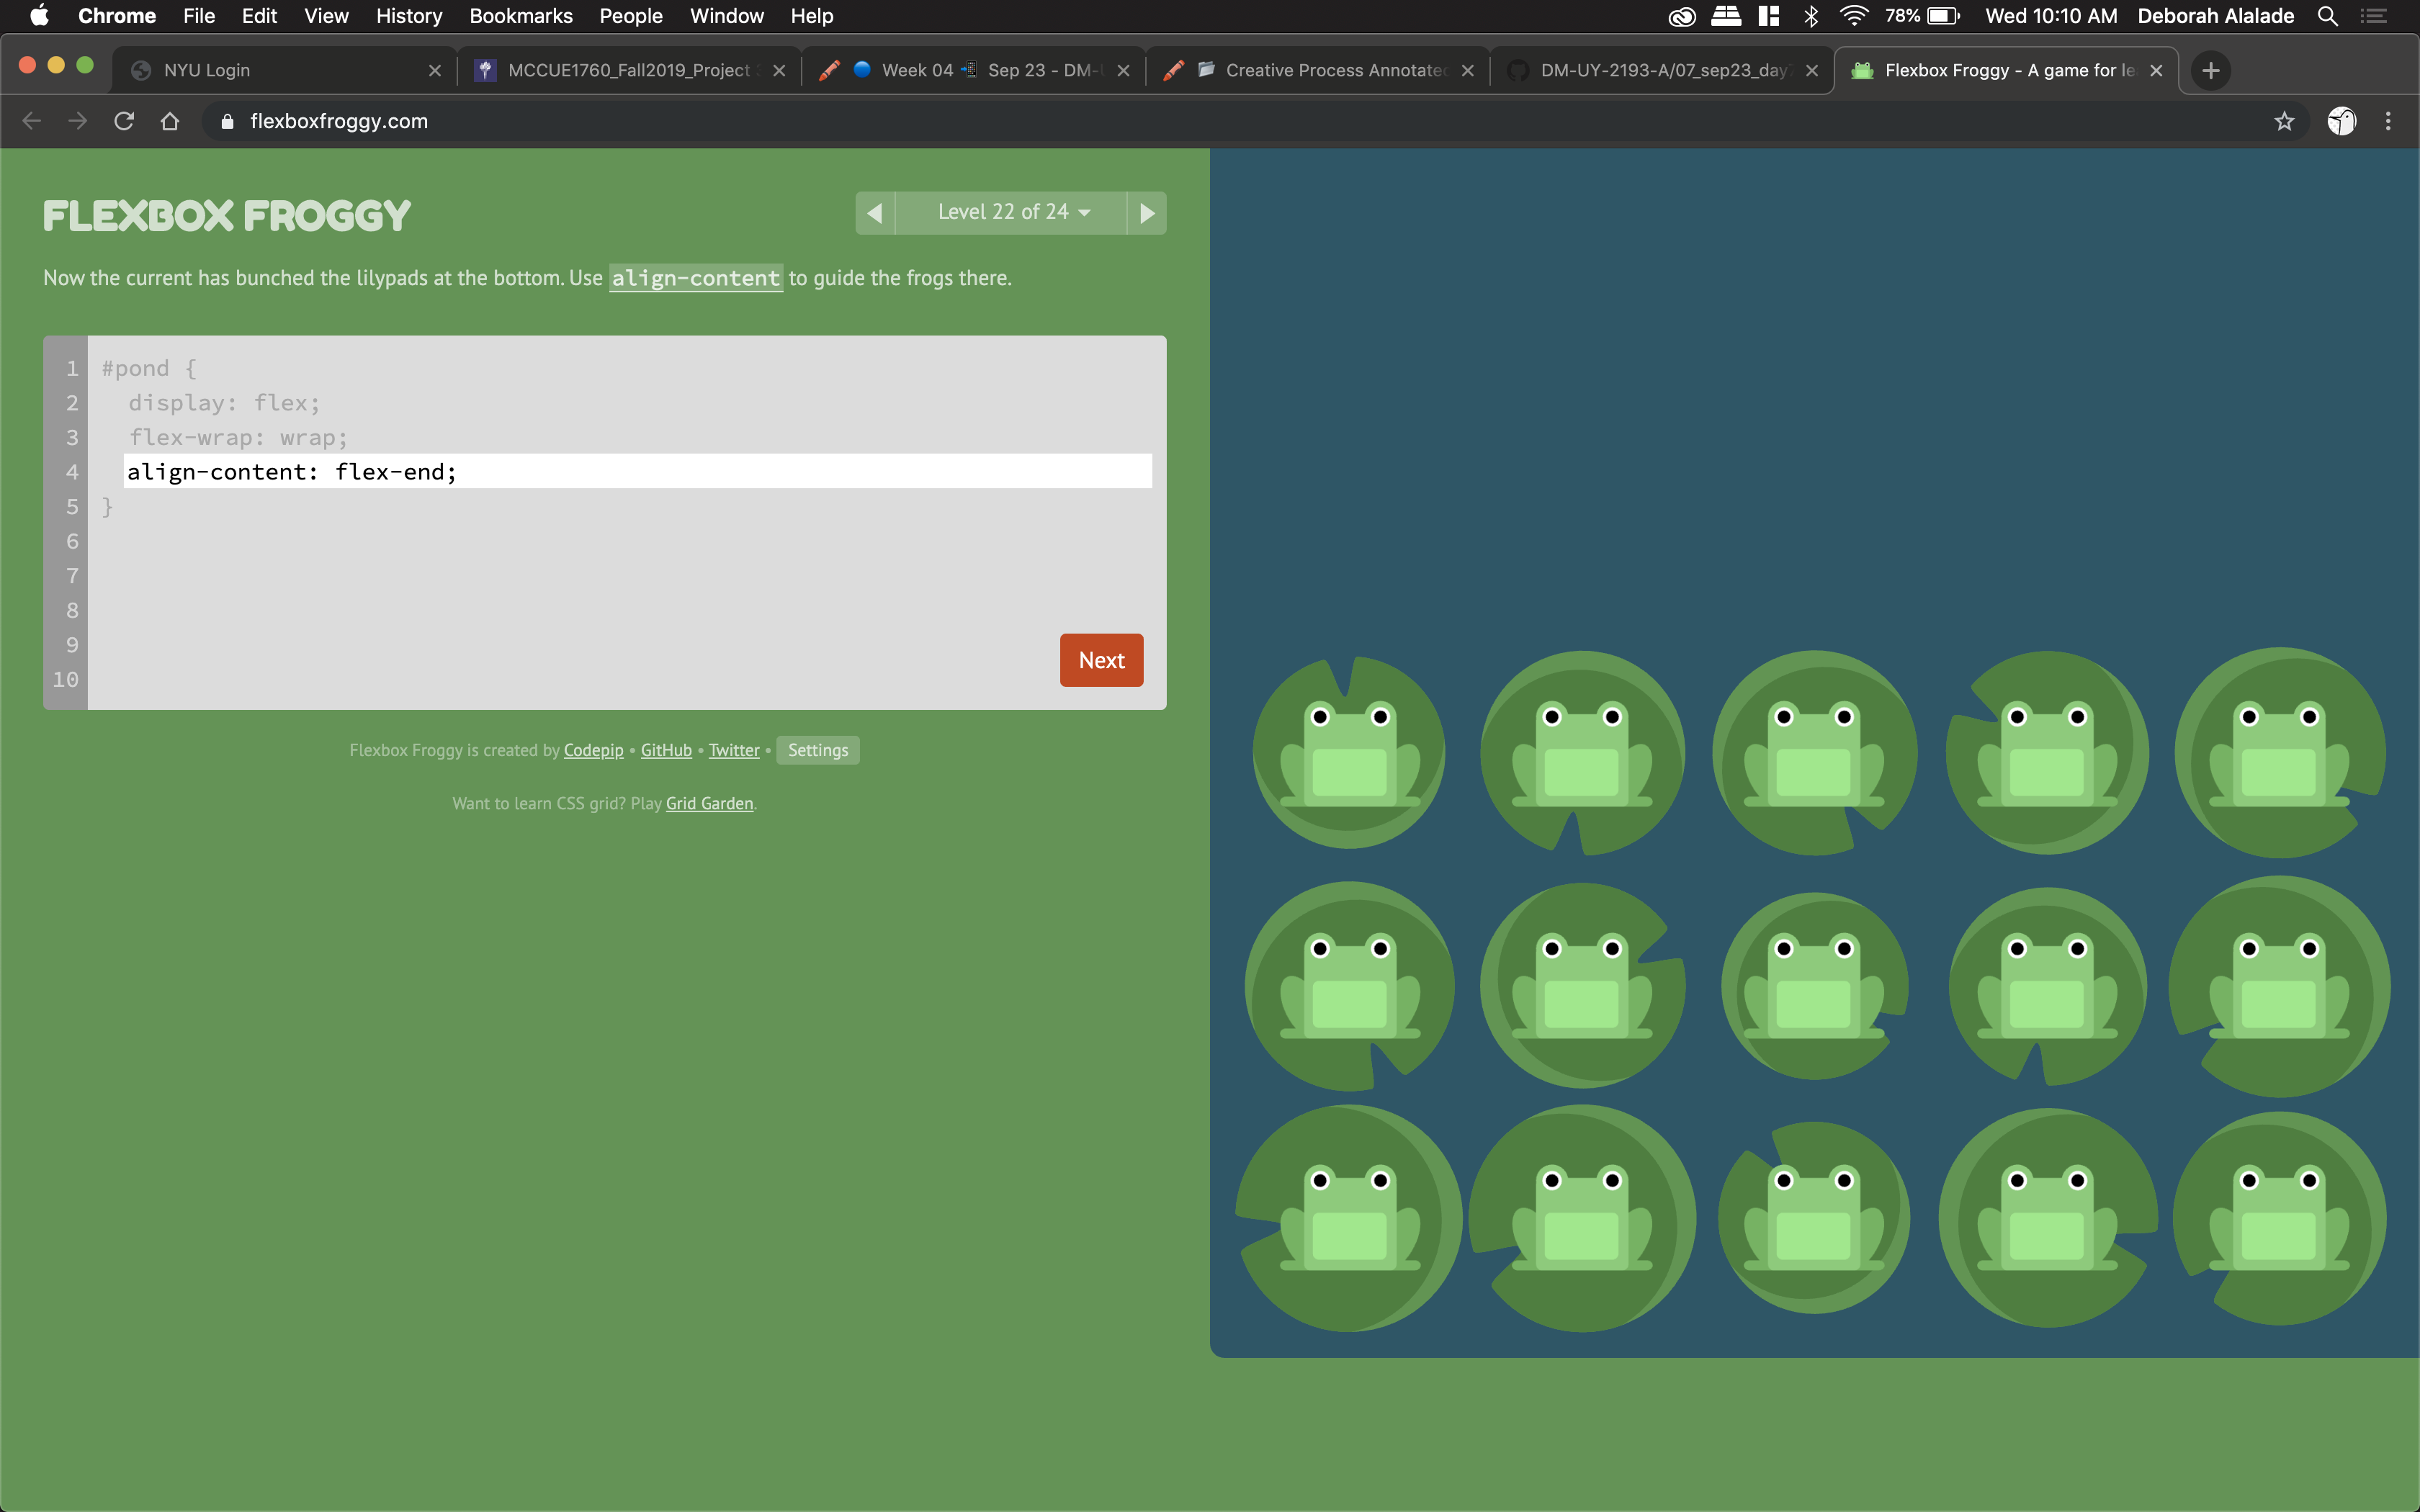 Chrome File Edit View History Bookmarks People Window Help 78% Wed 10:10 AM Deborah Alalade
NYU Login MCCUE1760_Fall2019_Project Week 04 Sep 23 - DM- Creative Process Annotated DM-UY-2193-A/07_sep23_day Flexbox Froggy - A game for le
flexboxfroggy.com
FLEXBOX FROGGY
Level 22 of 24
Now the current has bunched the lilypads at the bottom. Use align-content to guide the frogs there.
1 #pond {
2 display: flex;
3 flex-wrap: wrap;
4 align-content: flex-end;
5 }
6
7
8
9
10
Next
Flexbox Froggy is created by Codepip • GitHub • Twitter • Settings
Want to learn CSS grid? Play Grid Garden.